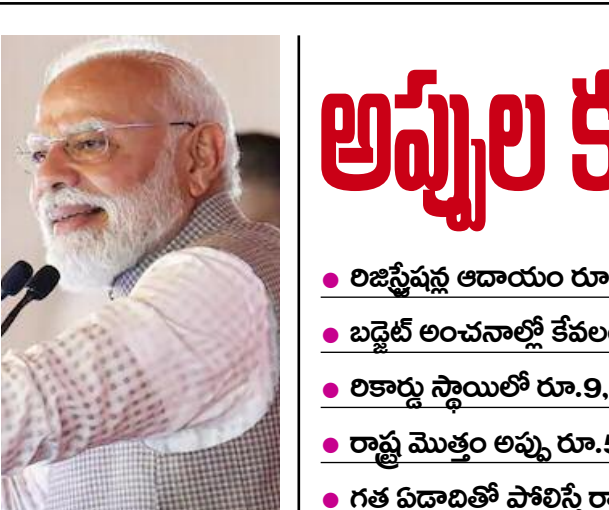 అప్పుల క
రిజిస్ట్రేషన్ల ఆదాయం రూ
బడ్జెట్ అంచనాల్లో కేవల
రికార్డు స్థాయిలో రూ.9,
రాష్ట్ర మొత్తం అప్పు రూ.5
గత ఏడాదితో పోలిస్తే రా